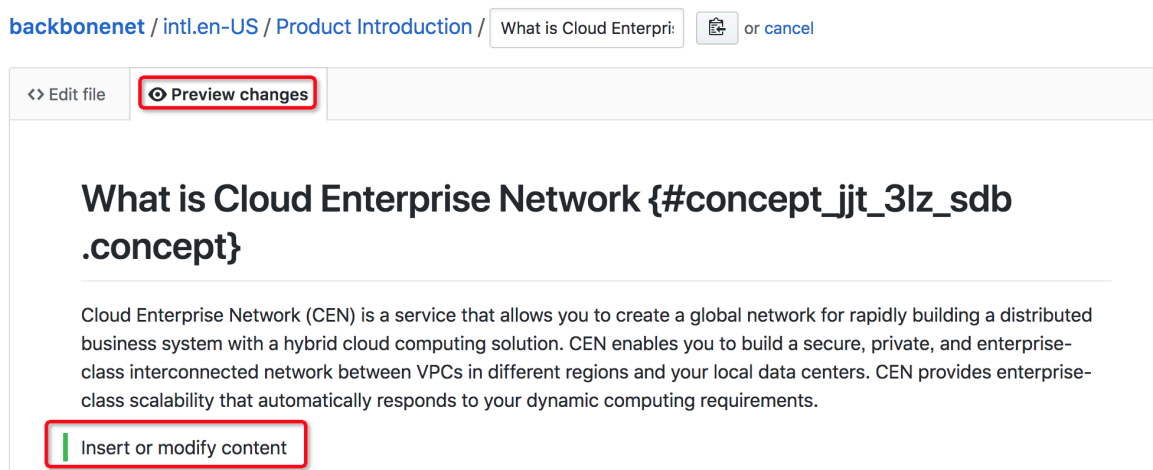 backbonenet / intl.en-US / Product Introduction / What is Cloud Enterpri or cancel
<> Edit file Preview changes
What is Cloud Enterprise Network {#concept_jjt_3lz_sdb
.concept}
Cloud Enterprise Network (CEN) is a service that allows you to create a global network for rapidly building a distributed
business system with a hybrid cloud computing solution. CEN enables you to build a secure, private, and enterprise-
class interconnected network between VPCs in different regions and your local data centers. CEN provides enterprise-
class scalability that automatically responds to your dynamic computing requirements.
Insert or modify content